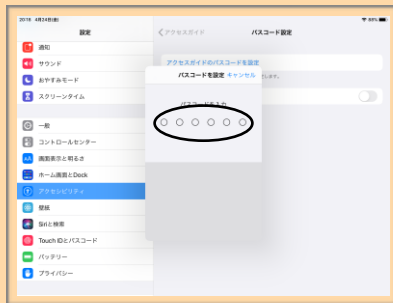 2019 4月24日(水)
89%
設定
アクセスガイド
パスコード設定
通知
サウンド
おやすみモード
スクリーンタイム
一般
コントロールセンター
画面表示と明るさ
ホーム画面とDock
アクセシビリティ
壁紙
Siriと検索
Touch IDとパスコード
バッテリー
プライバシー
アクセスガイドのパスコードを設定
パスコードを設定 キャンセル
パスコードを入力